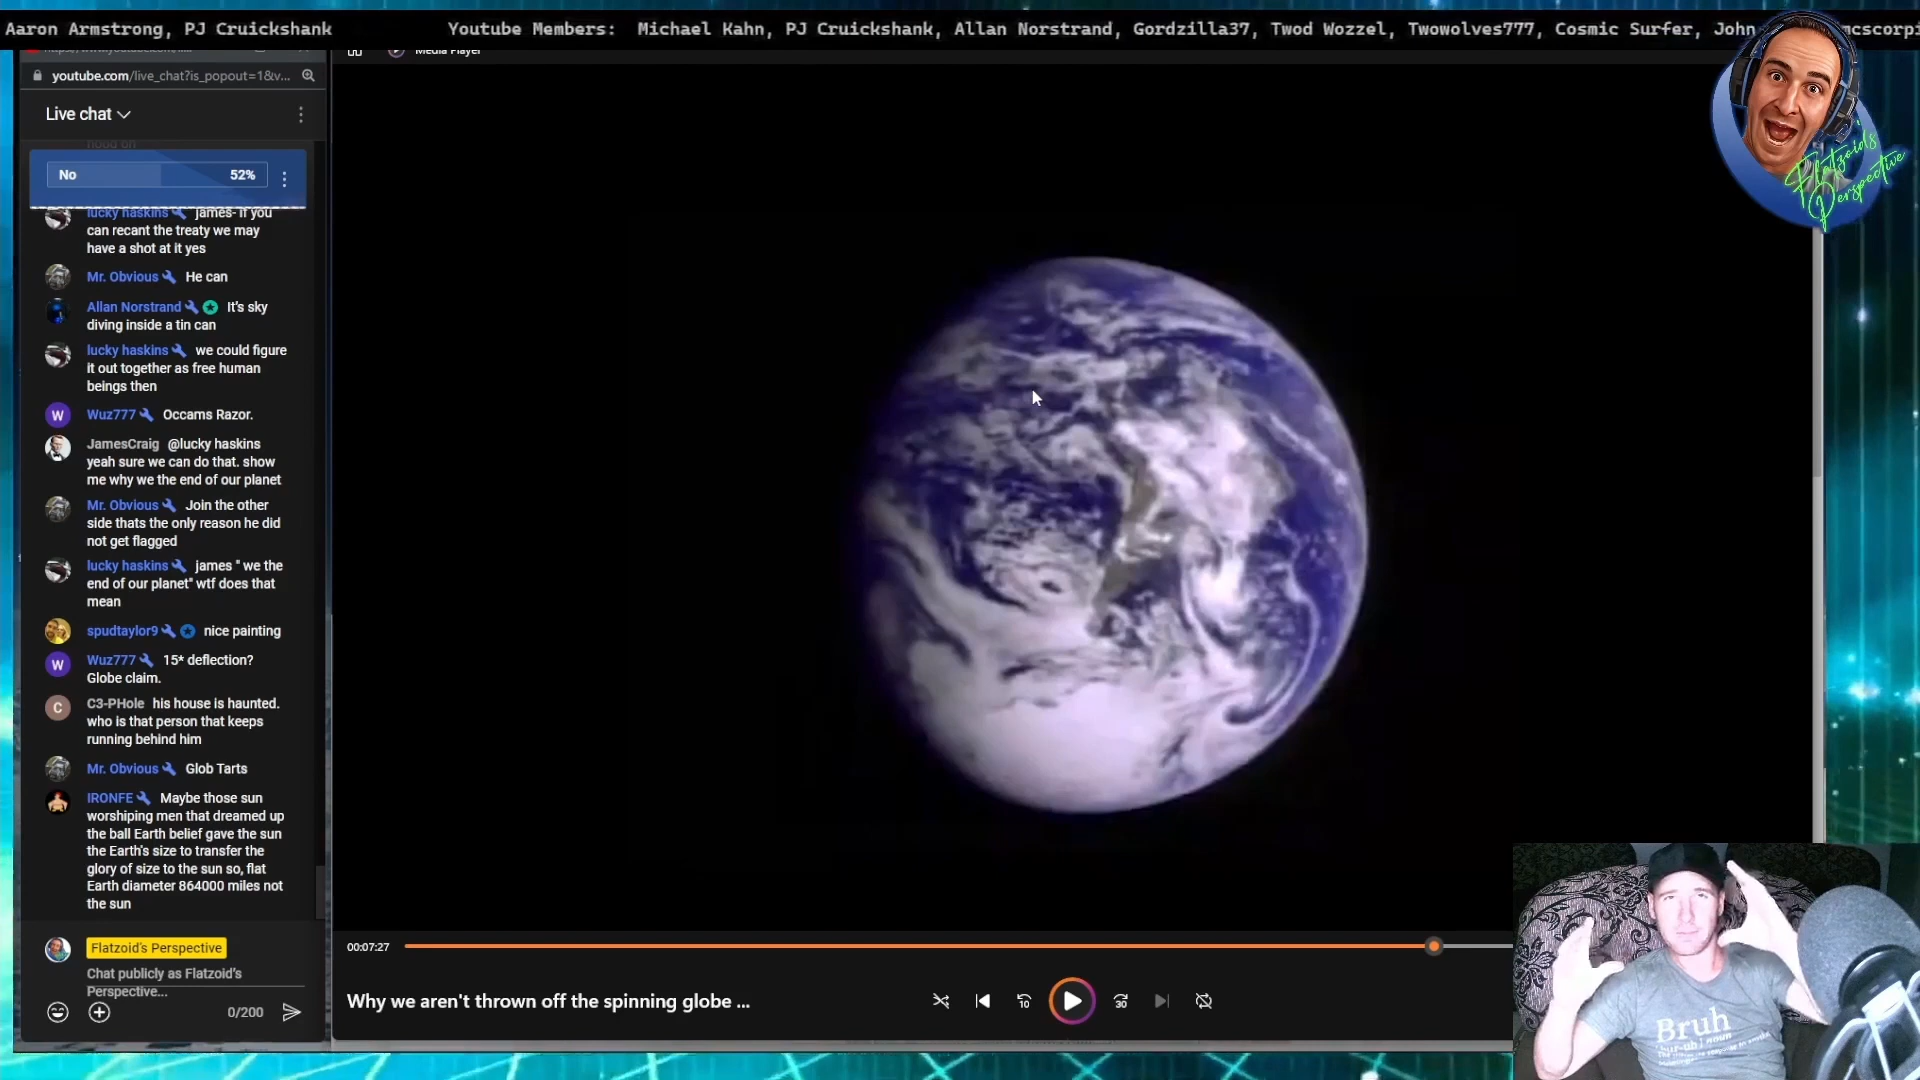 Aaron Armstrong, PJ Cruickshank Youtube Members: Michael Kahn, PJ Cruickshank, Allan Norstrand, Gordzilla37, Twod Wozzel, Twowolves777, Cosmic Surfer, John
Media Player
youtube.com/live_chat?is_popout=1&v...
Live chat
No 52%
lucky haskins james- if you
can recant the treaty we may
have a shot at it yes
Mr. Obvious He can
Allan Norstrand It's sky
diving inside a tin can
lucky haskins we could figure
it out together as free human
beings then
W Wuz777 Occams Razor.
JamesCraig @lucky haskins
yeah sure we can do that. show
me why we the end of our planet
Mr. Obvious Join the other
side thats the only reason he did
not get flagged
lucky haskins james " we the
end of our planet" wtf does that
mean
spudtaylor9 nice painting
W Wuz777 15* deflection?
Globe claim.
C C3-PHole his house is haunted.
who is that person that keeps
running behind him
Mr. Obvious Glob Tarts
IRONFE Maybe those sun
worshiping men that dreamed up
the ball Earth belief gave the sun
the Earth's size to transfer the
glory of size to the sun so, flat
Earth diameter 864000 miles not
the sun
Flatzoid's Perspective
Chat publicly as Flatzoid's
Perspective...
0/200
00:07:27
Why we aren't thrown off the spinning globe ...
10
30
Flatzoid's
Perspective
Bruh